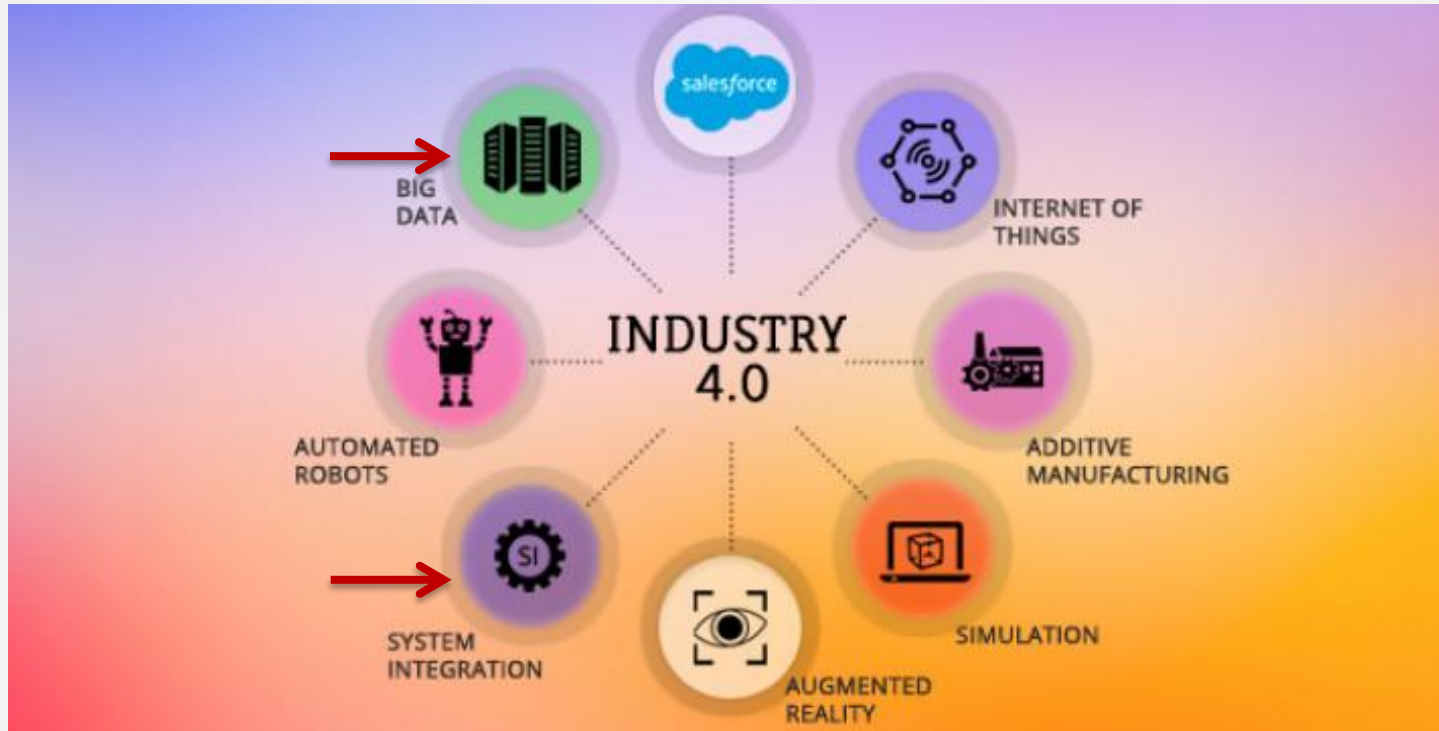 salesforce
BIG
DATA
INTERNET OF
THINGS
INDUSTRY
4.0
AUTOMATED
ROBOTS
ADDITIVE
MANUFACTURING
SI
SYSTEM
INTEGRATION
SIMULATION
AUGMENTED
REALITY